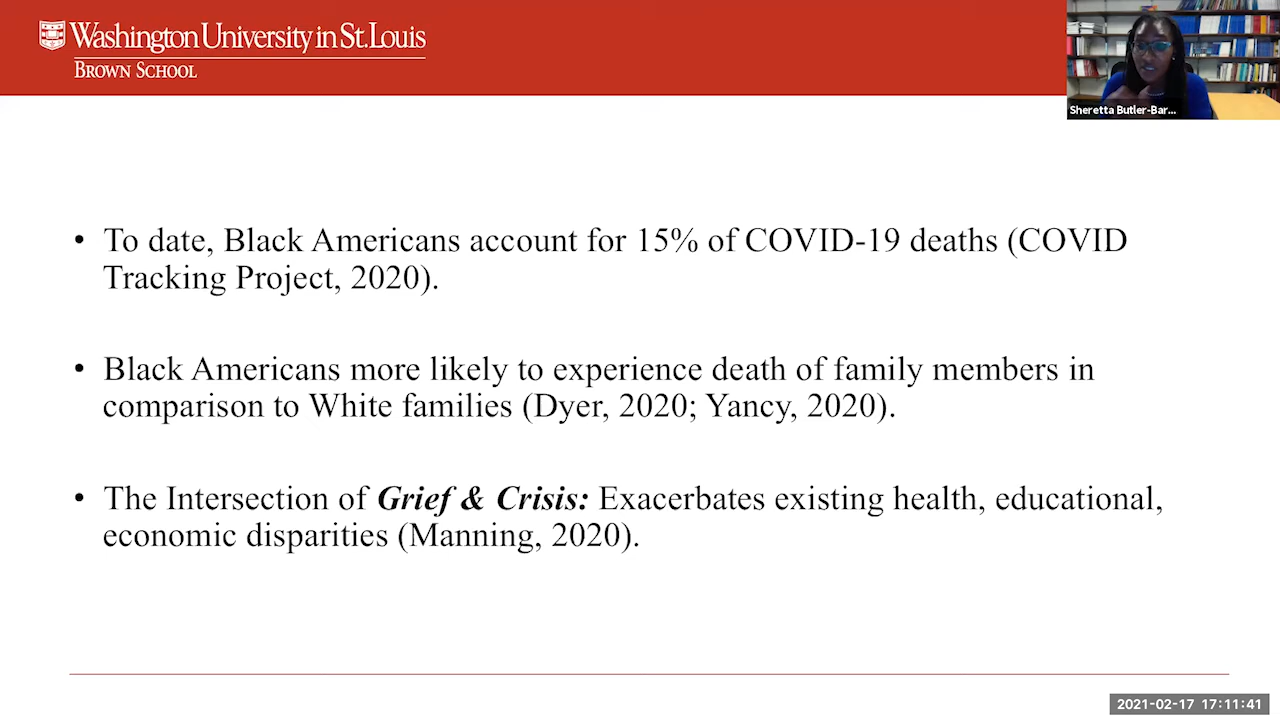 Washington University in St. Louis
BROWN SCHOOL
Sheretta Butler-Bar...
• To date, Black Americans account for 15% of COVID-19 deaths (COVID
Tracking Project, 2020).
• Black Americans more likely to experience death of family members in
comparison to White families (Dyer, 2020; Yancy, 2020).
• The Intersection of Grief & Crisis: Exacerbates existing health, educational,
economic disparities (Manning, 2020).
2021-02-17 17:11:41